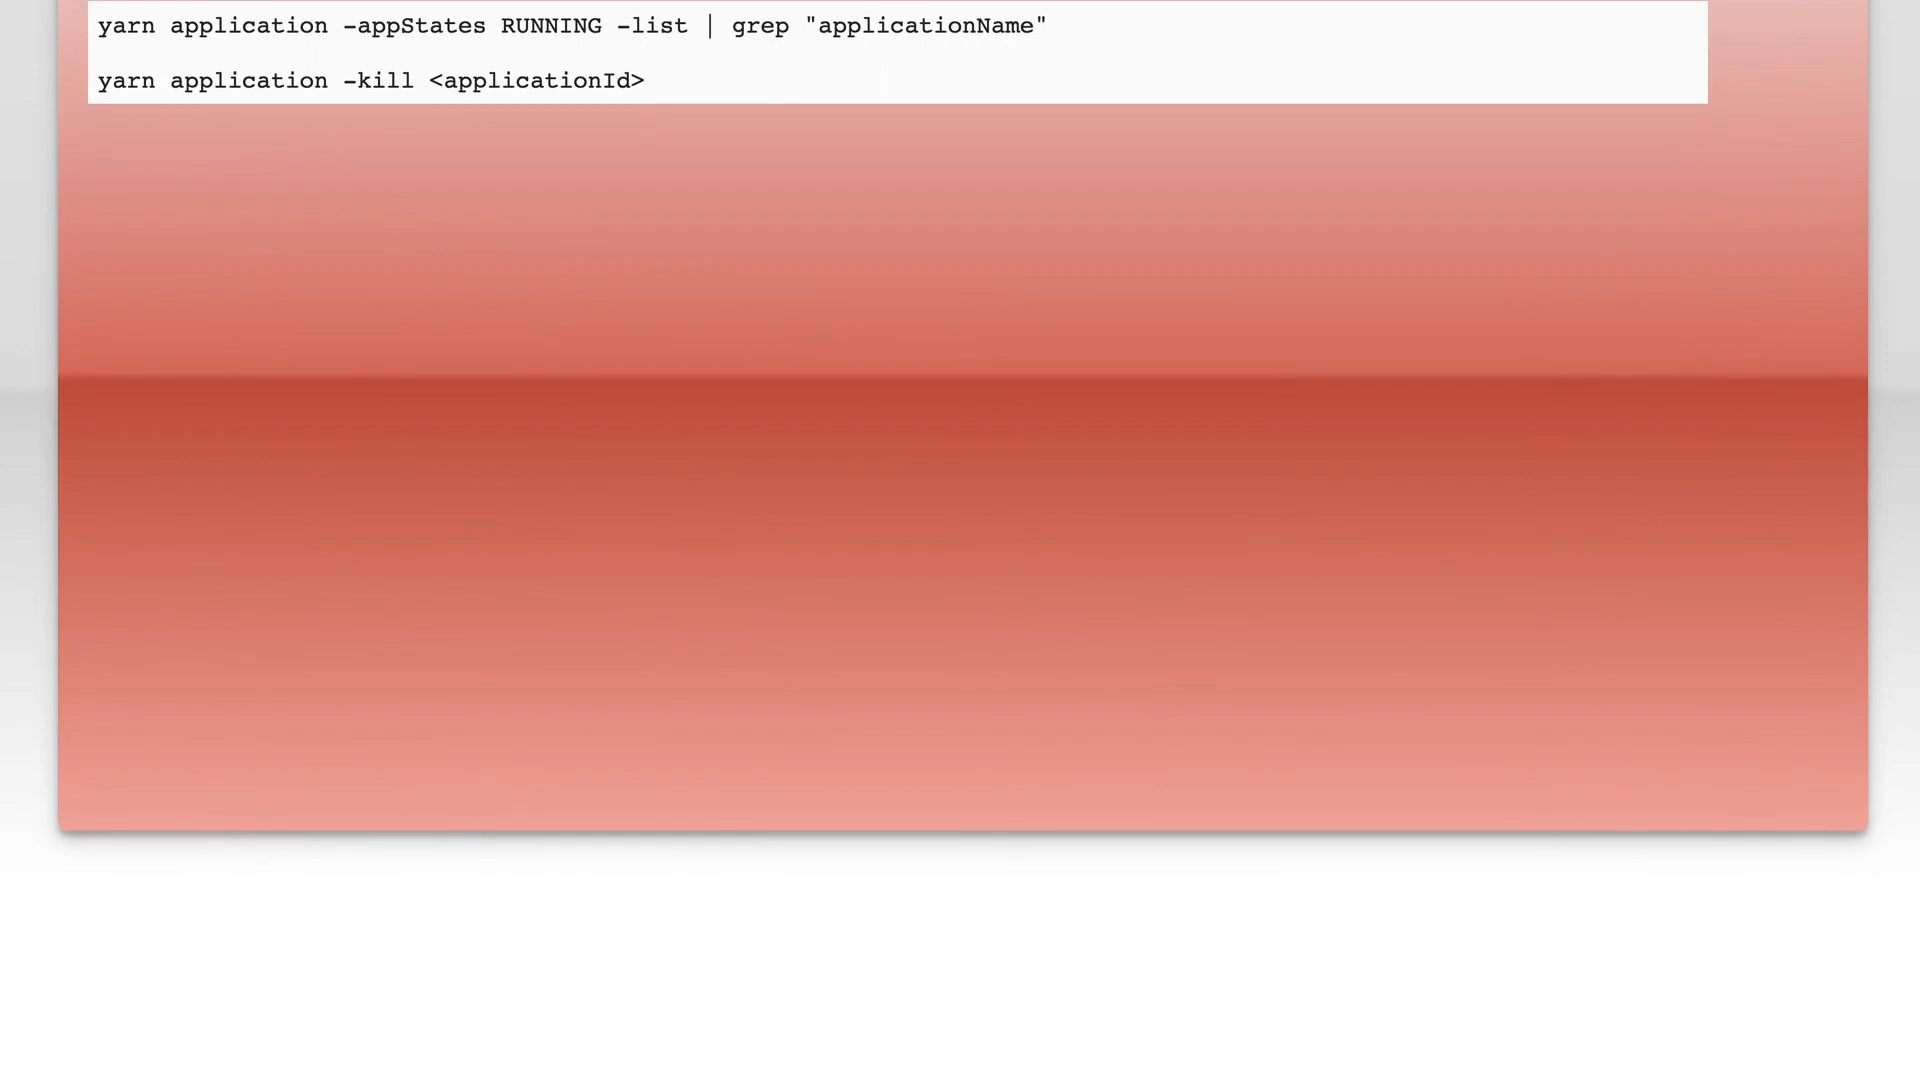 yarn application -appStates RUNNING -list | grep "applicationName"
yarn application -kill <applicationId>